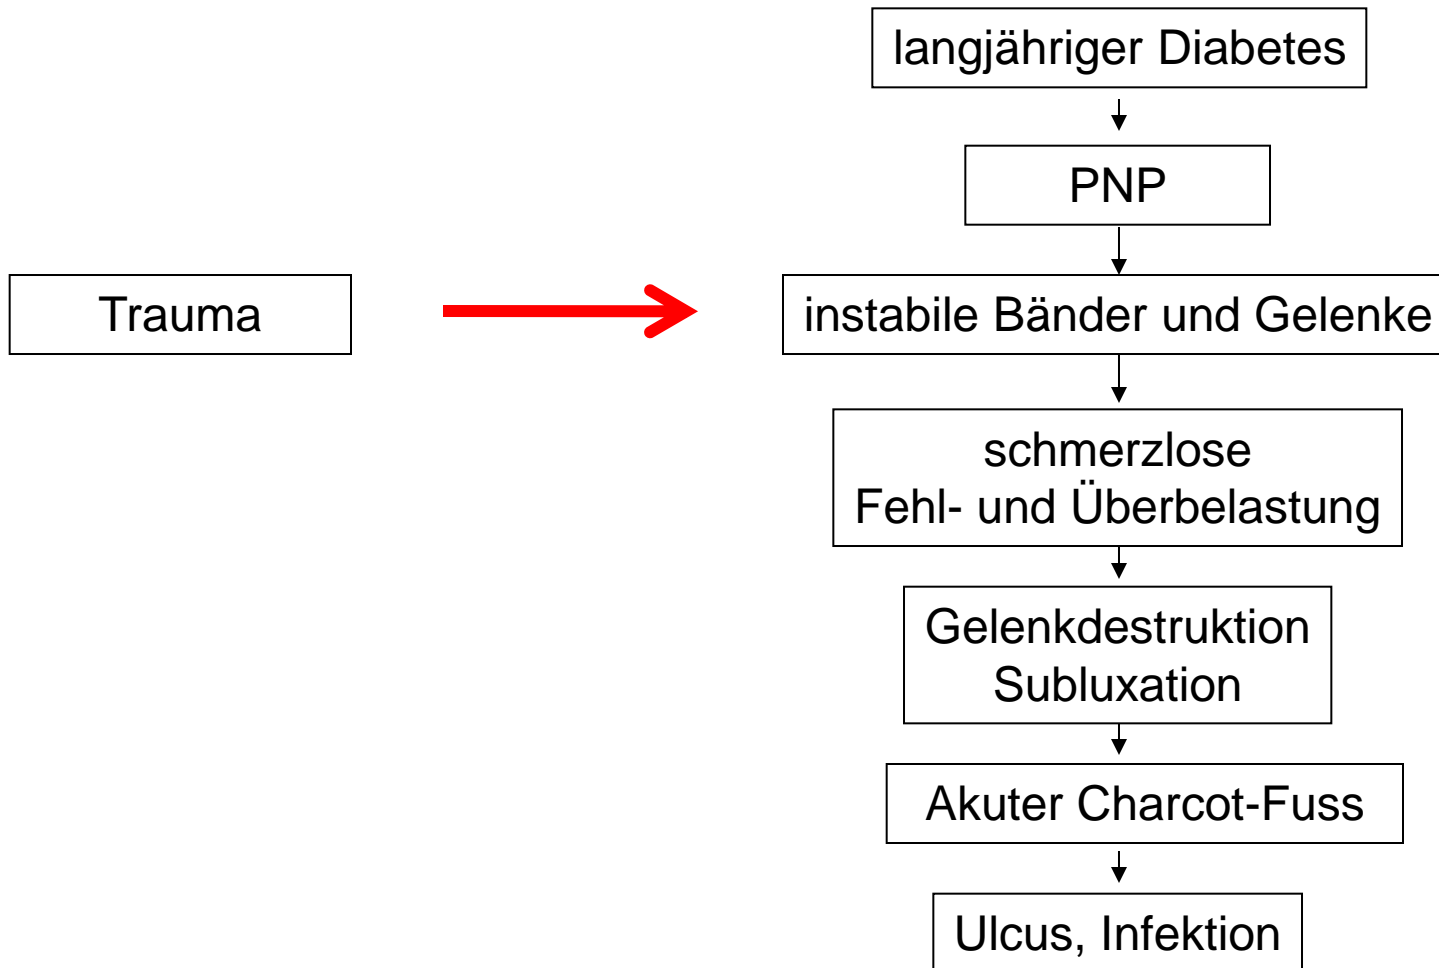 langjähriger Diabetes
PNP
Trauma
instabile Bänder und Gelenke
schmerzlose
Fehl- und Überbelastung
Gelenkdestruktion
Subluxation
Akuter Charcot-Fuss
Ulcus, Infektion